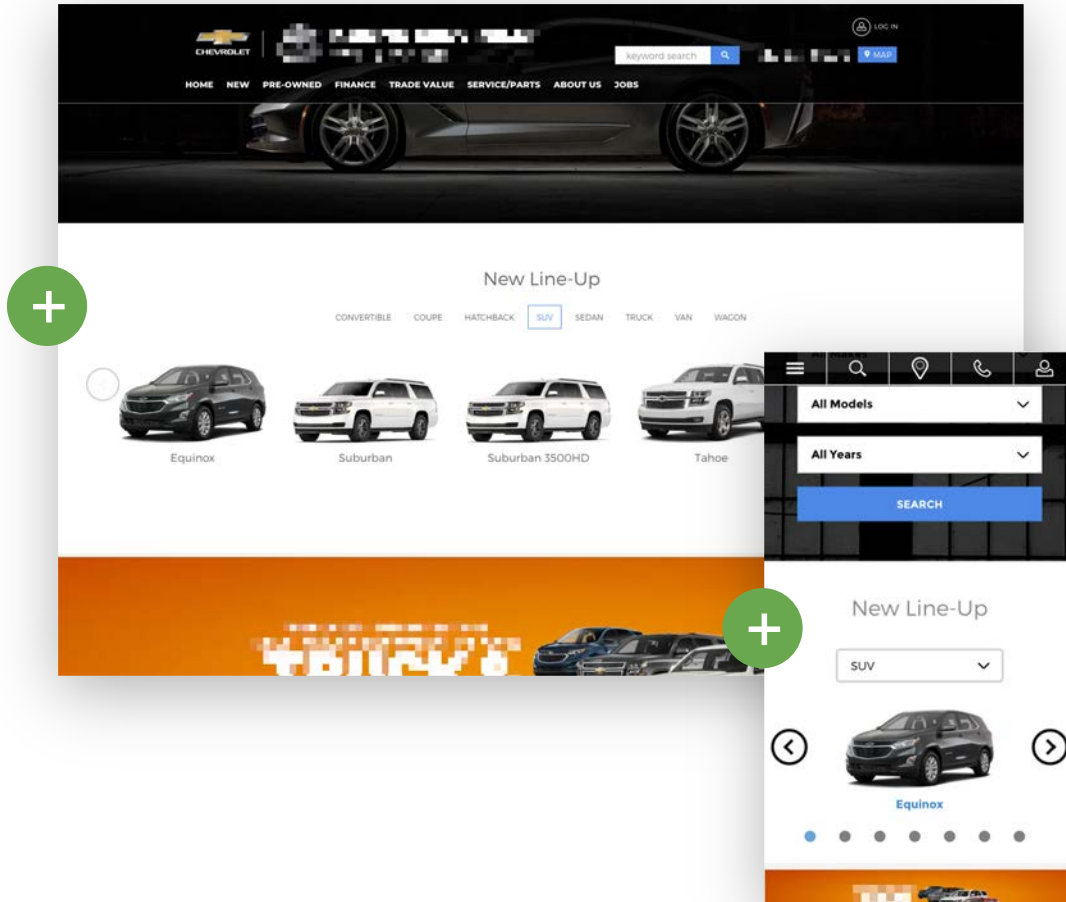 LOG IN
CHEVROLET
keyword search
MAP
HOME NEW PRE-OWNED FINANCE TRADE VALUE SERVICE/PARTS ABOUT US JOBS
New Line-Up
CONVERTIBLE COUPE HATCHBACK SUV SEDAN TRUCK VAN WAGON
Equinox Suburban Suburban 3500HD Tahoe
All Models
All Years
SEARCH
New Line-Up
SUV
Equinox